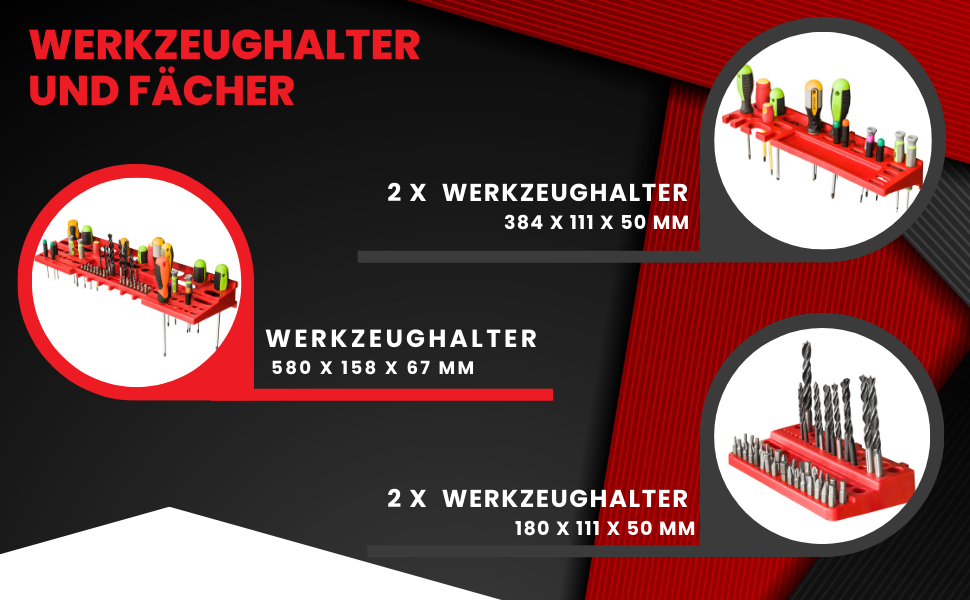 WERKZEUGHALTER
UND FÄCHER
2 X WERKZEUGHALTER
384 X 111 X 50 MM
WERKZEUGHALTER
580 X 158 X 67 MM
2 X WERKZEUGHALTER
180 X 111 X 50 MM